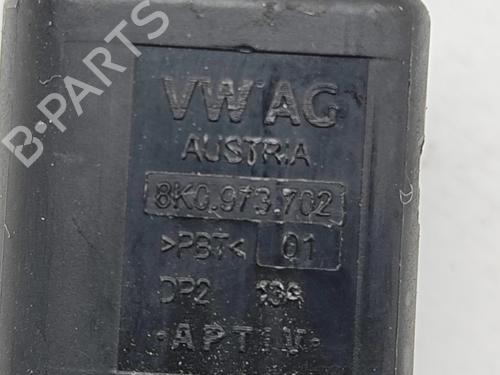 B-PARTS
VW AG
AUSTRIA
8K0.973.702
>PBT< 01
DP2
·APTIV·